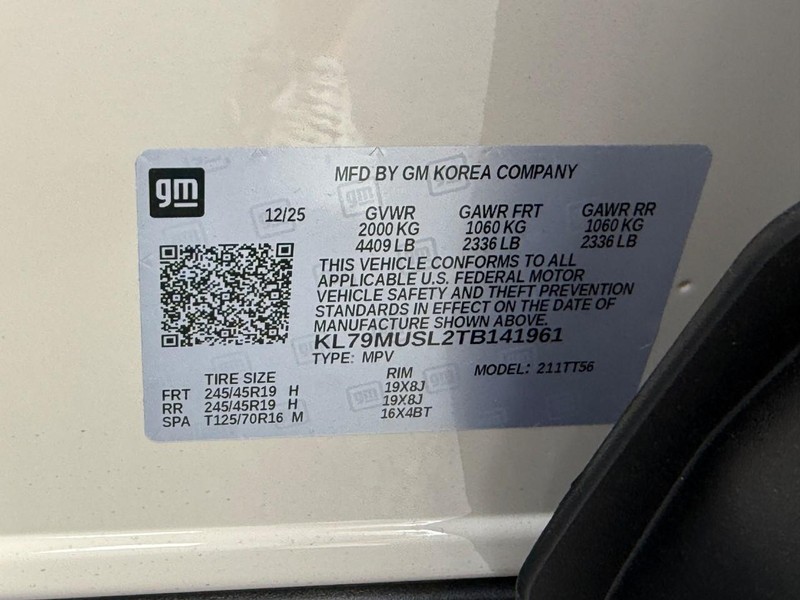 gm
MFD BY GM KOREA COMPANY
12/25 GVWR GAWR FRT GAWR RR
2000 KG 1060 KG 1060 KG
4409 LB 2336 LB 2336 LB
THIS VEHICLE CONFORMS TO ALL
APPLICABLE U.S. FEDERAL MOTOR
VEHICLE SAFETY AND THEFT PREVENTION
STANDARDS IN EFFECT ON THE DATE OF
MANUFACTURE SHOWN ABOVE.
KL79MUSL2TB141961
TYPE: MPV MODEL: 211TT56
TIRE SIZE RIM
FRT 245/45R19 H 19X8J
RR 245/45R19 H 19X8J
SPA T125/70R16 M 16X4BT